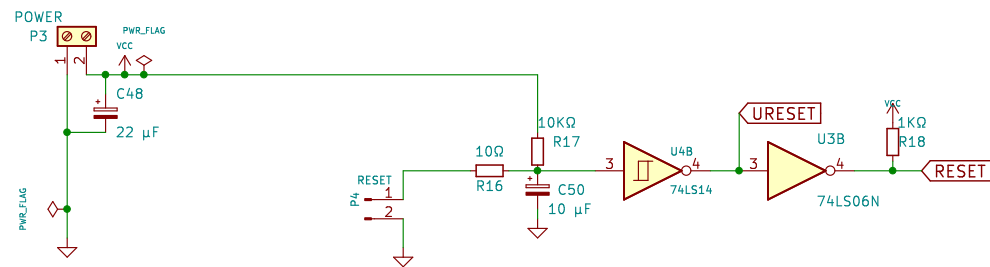 POWER
P3
PWR_FLAG
VCC
1
2
+
C48
22 µF
10KΩ
R17
VCC
1KΩ
R18
URESET
U3B
10Ω
R16
U4B
3
4
74LS14
3
4
74LS06N
RESET
RESET
P4
1
2
+
C50
10 µF
PWR_FLAG